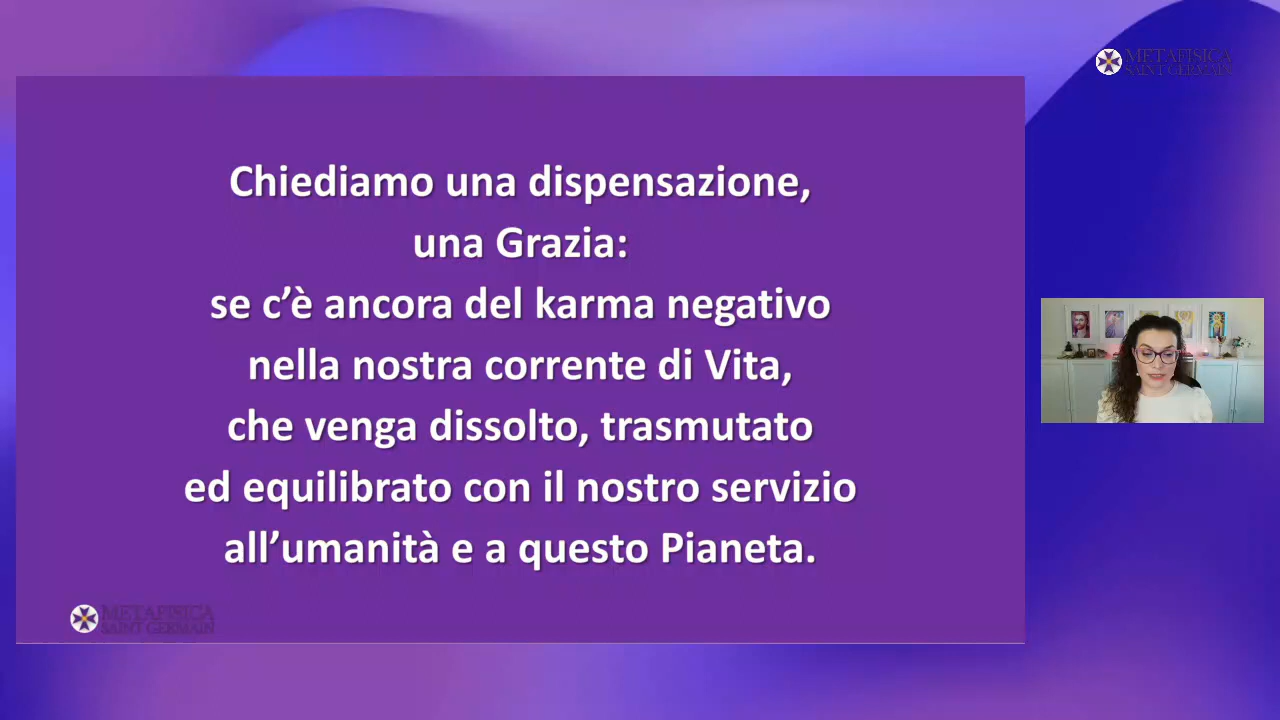 METAFISICA
SAINT GERMAIN
Chiediamo una dispensazione,
una Grazia:
se c’è ancora del karma negativo
nella nostra corrente di Vita,
che venga dissolto, trasmutato
ed equilibrato con il nostro servizio
all’umanità e a questo Pianeta.
METAFISICA
SAINT GERMAIN